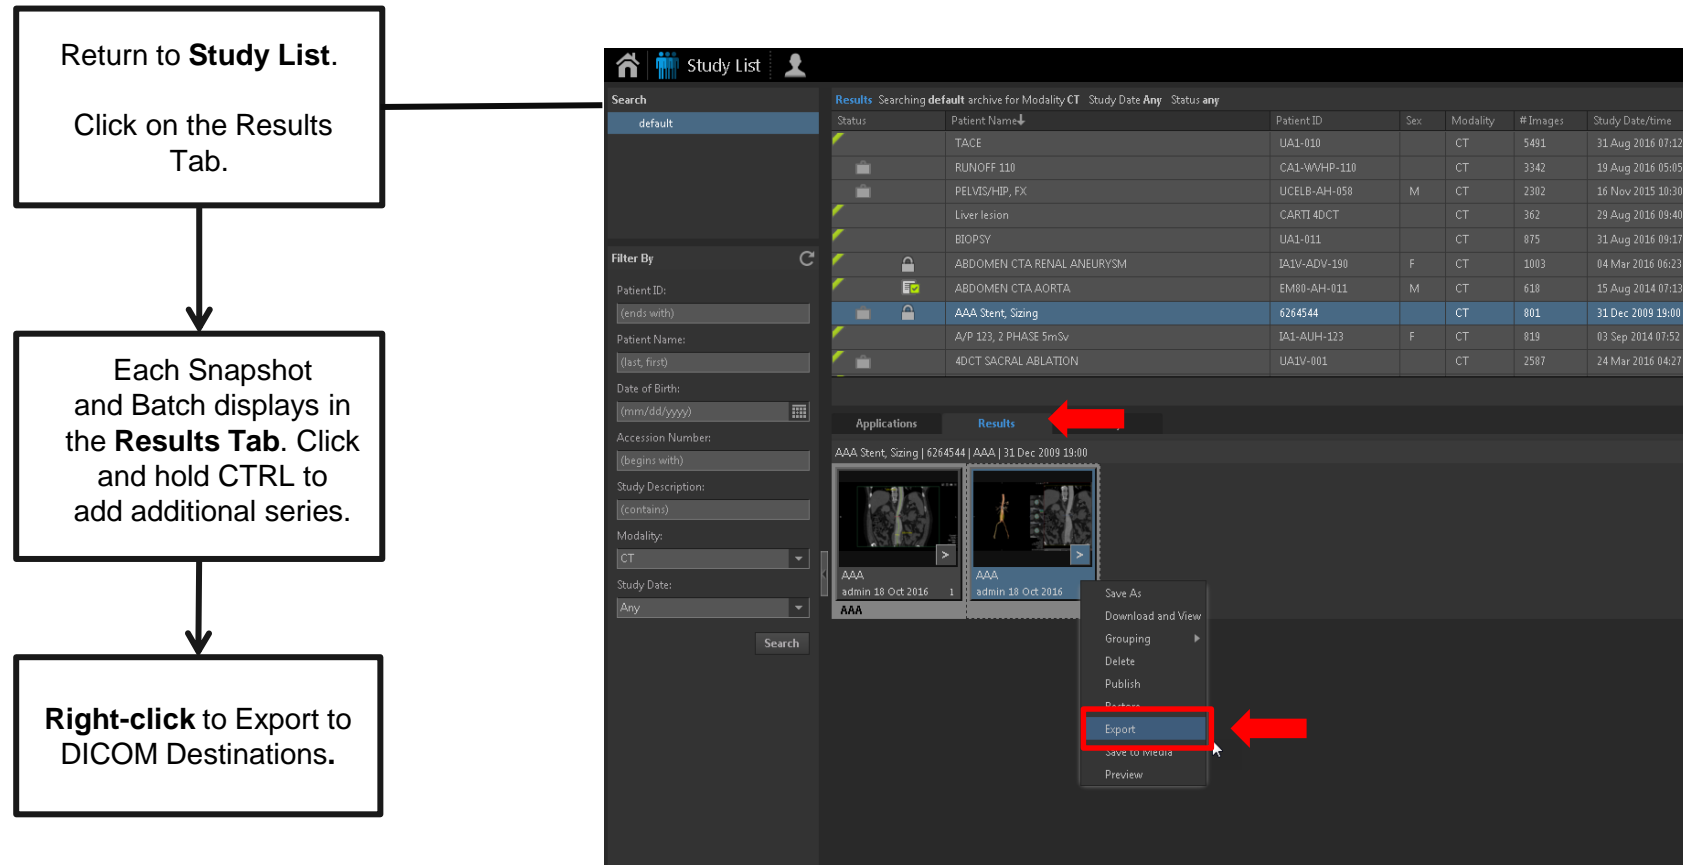 Return to Study List.
Click on the Results
Tab.
Each Snapshot
and Batch displays in
the Results Tab. Click
and hold CTRL to
add additional series.
Right-click to Export to
DICOM Destinations.
Study List
Search
default
Filter By
Patient ID:
(ends with)
Patient Name:
(last, first)
Date of Birth:
(mm/dd/yyyy)
Accession Number:
(begins with)
Study Description:
(contains)
Modality:
CT
Study Date:
Any
Search
Results Searching default archive for Modality CT Study Date Any Status any
Status Patient Name Patient ID Sex Modality # Images Study Date/time
TACE UA1-010 CT 5491 31 Aug 2016 07:12
RUNOFF 110 CA1-WVHP-110 CT 3342 19 Aug 2016 05:05
PELVIS/HIP, FX UCELB-AH-058 M CT 2302 16 Nov 2015 10:30
Liver lesion CARTI 4DCT CT 362 29 Aug 2016 09:40
BIOPSY UA1-011 CT 875 31 Aug 2016 09:17
ABDOMEN CTA RENAL ANEURYSM IA1V-ADV-190 F CT 1003 04 Mar 2016 06:23
ABDOMEN CTA AORTA EM80-AH-011 M CT 618 15 Aug 2014 07:13
AAA Stent, Sizing 6264544 CT 801 31 Dec 2009 19:00
A/P 123, 2 PHASE 5mSv IA1-AUH-123 F CT 819 03 Sep 2014 07:52
4DCT SACRAL ABLATION UA1V-001 CT 2587 24 Mar 2016 04:27
Applications Results
AAA Stent, Sizing | 6264544 | AAA | 31 Dec 2009 19:00
AAA AAA
admin 18 Oct 2016 1 admin 18 Oct 2016
AAA
Save As
Download and View
Grouping
Delete
Publish
Restore
Export
Save to Media
Preview